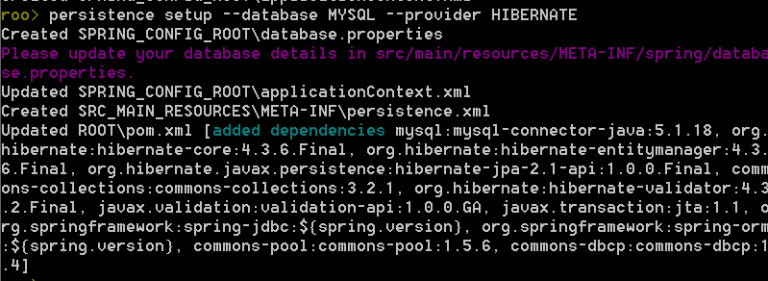 roo> persistence setup --database MYSQL --provider HIBERNATE
Created SPRING_CONFIG_ROOT\database.properties
Please update your database details in src/main/resources/META-INF/spring/databa
se.properties.
Updated SPRING_CONFIG_ROOT\applicationContext.xml
Created SRC_MAIN_RESOURCES\META-INF\persistence.xml
Updated ROOT\pom.xml [added dependencies mysql:mysql-connector-java:5.1.18, org.
hibernate:hibernate-core:4.3.6.Final, org.hibernate:hibernate-entitymanager:4.3.
6.Final, org.hibernate.javax.persistence:hibernate-jpa-2.1-api:1.0.0.Final, comm
ons-collections:commons-collections:3.2.1, org.hibernate:hibernate-validator:4.3
.2.Final, javax.validation:validation-api:1.0.0.GA, javax.transaction:jta:1.1, o
rg.springframework:spring-jdbc:${spring.version}, org.springframework:spring-orm
:${spring.version}, commons-pool:commons-pool:1.5.6, commons-dbcp:commons-dbcp:1
.4]